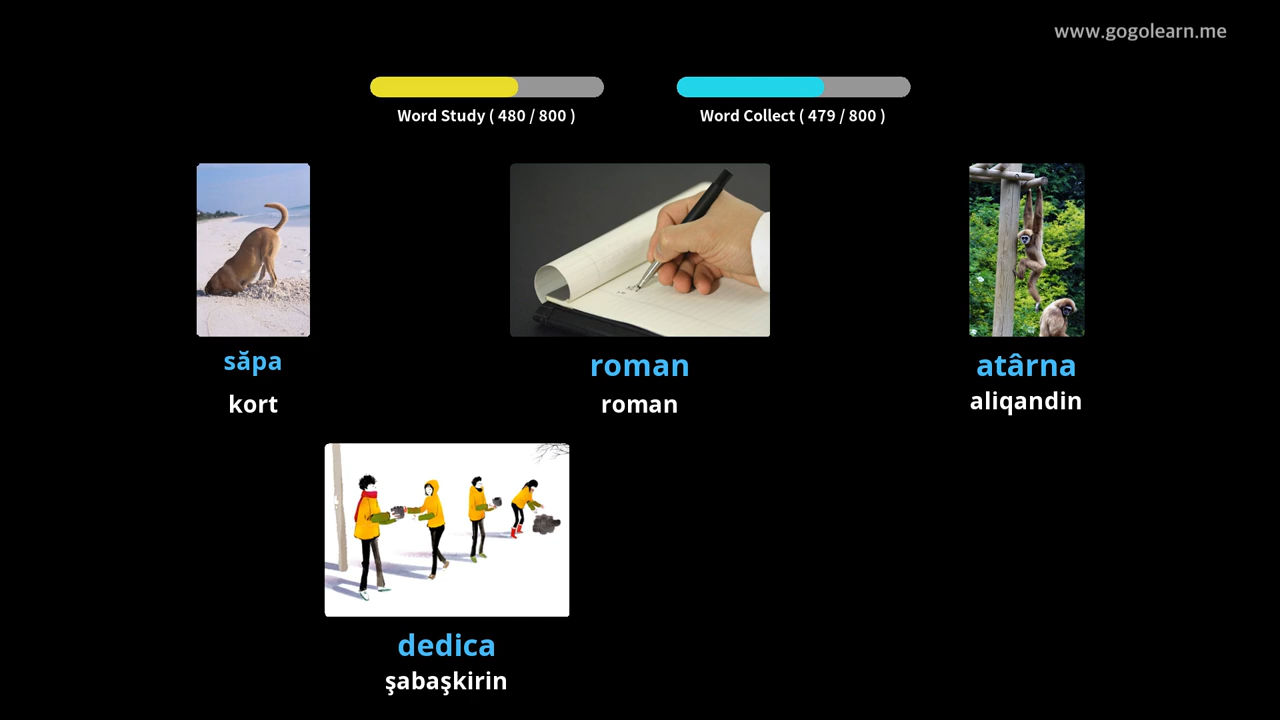 www.gogolearn.me
Word Study ( 480 / 800 )
Word Collect ( 479 / 800 )
săpa
kort
roman
roman
atârna
aliqandin
dedica
şabaşkirin